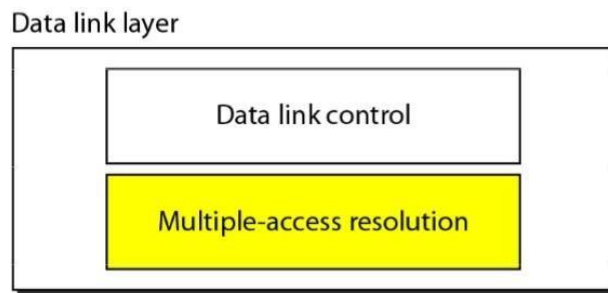 Data link layer
Data link control
Multiple-access resolution